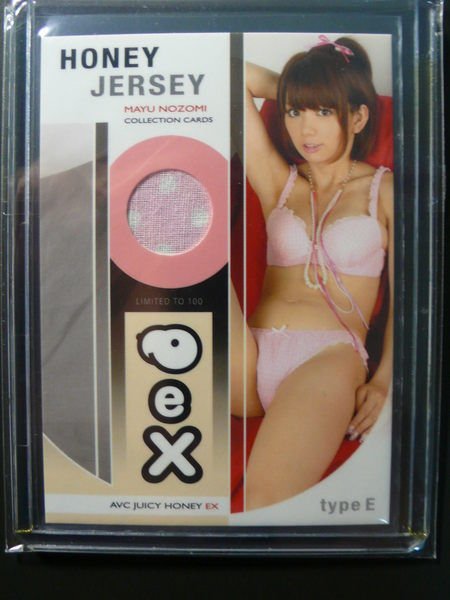 HONEY
JERSEY
MAYU NOZOMI
COLLECTION CARDS
LIMITED TO 100
eX
AVC JUICY HONEY EX
type E